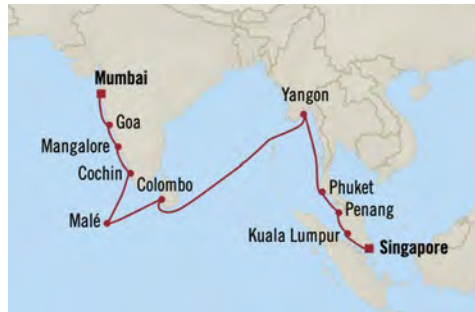 Mumbai
Goa
Mangalore
Cochin
Colombo
Malé
Yangon
Phuket
Penang
Kuala Lumpur
Singapore